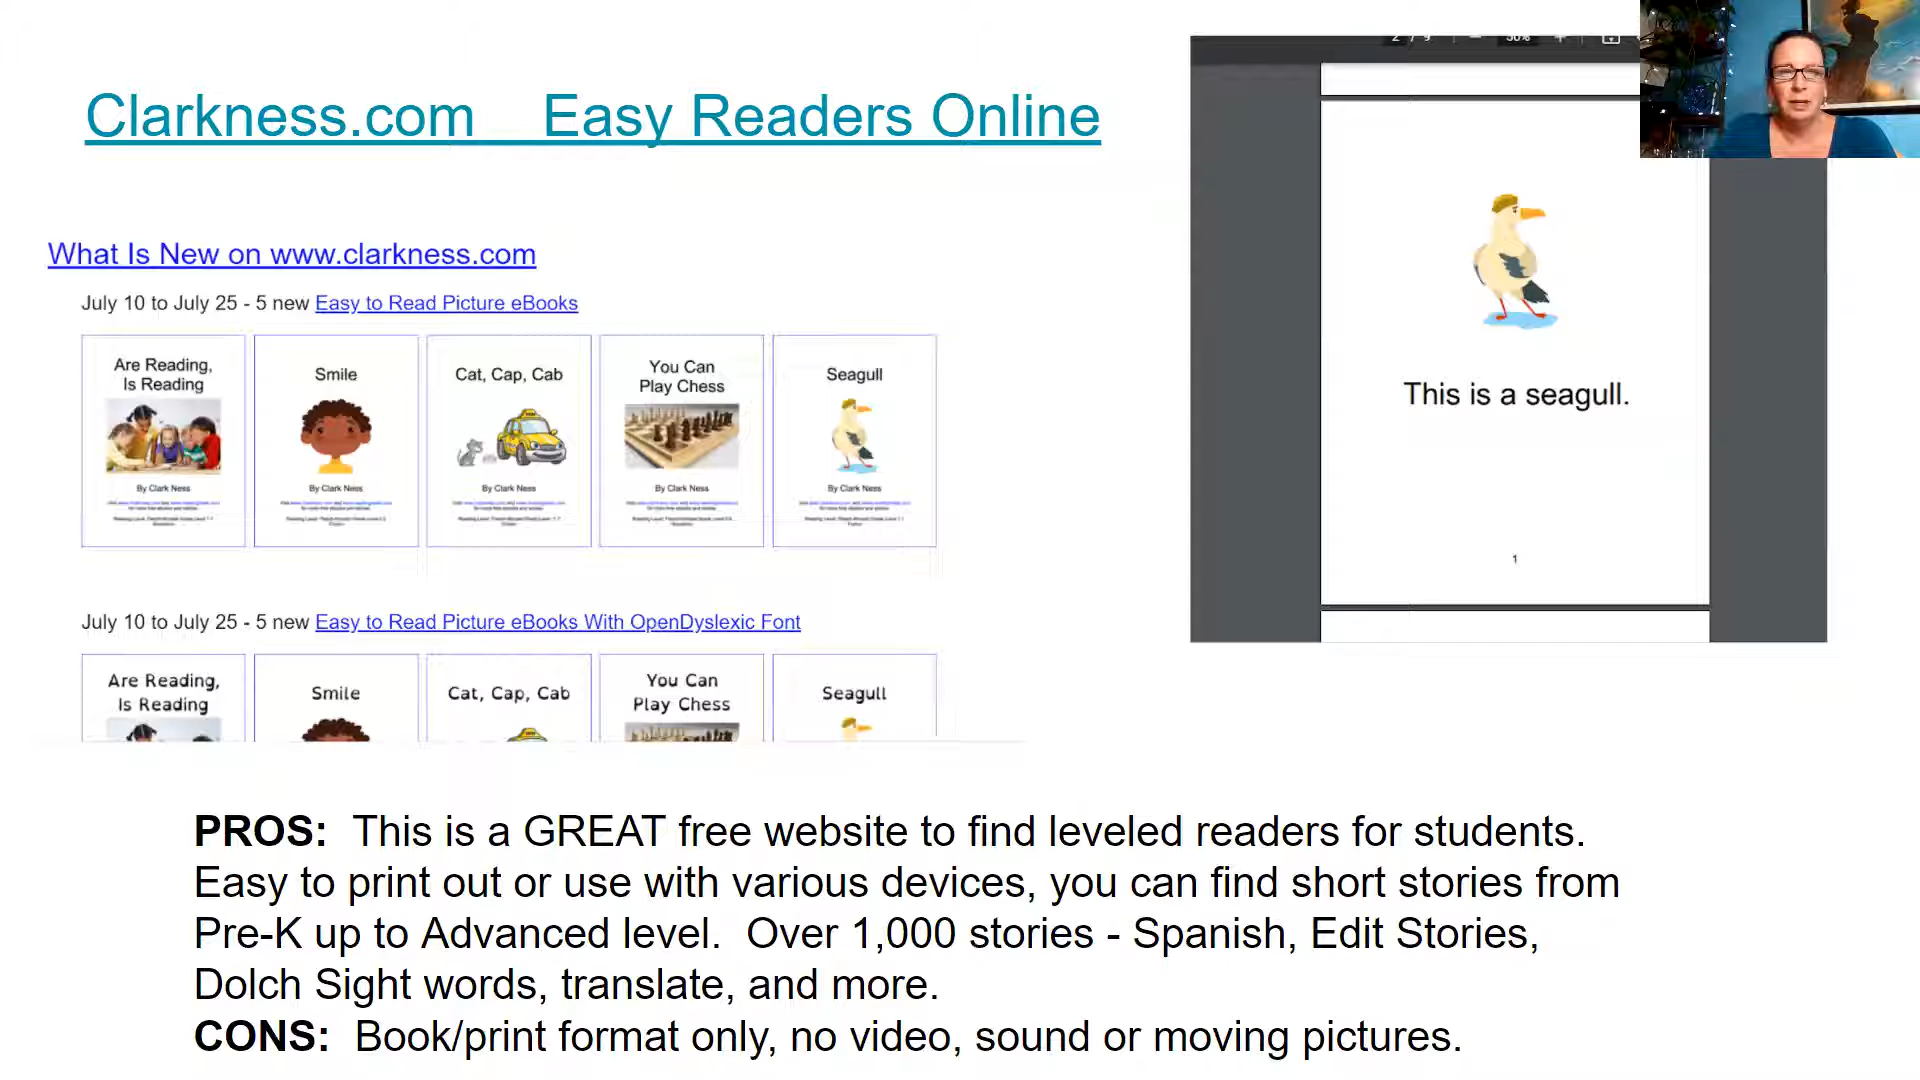 Clarkness.com Easy Readers Online
What Is New on www.clarkness.com
July 10 to July 25 - 5 new Easy to Read Picture eBooks
Are Reading,
Is Reading
By Clark Ness
Smile
By Clark Ness
Cat, Cap, Cab
By Clark Ness
You Can
Play Chess
By Clark Ness
Seagull
By Clark Ness
July 10 to July 25 - 5 new Easy to Read Picture eBooks With OpenDyslexic Font
Are Reading,
Is Reading
Smile
Cat, Cap, Cab
You Can
Play Chess
Seagull
This is a seagull.
1
PROS: This is a GREAT free website to find leveled readers for students.
Easy to print out or use with various devices, you can find short stories from
Pre-K up to Advanced level. Over 1,000 stories - Spanish, Edit Stories,
Dolch Sight words, translate, and more.
CONS: Book/print format only, no video, sound or moving pictures.